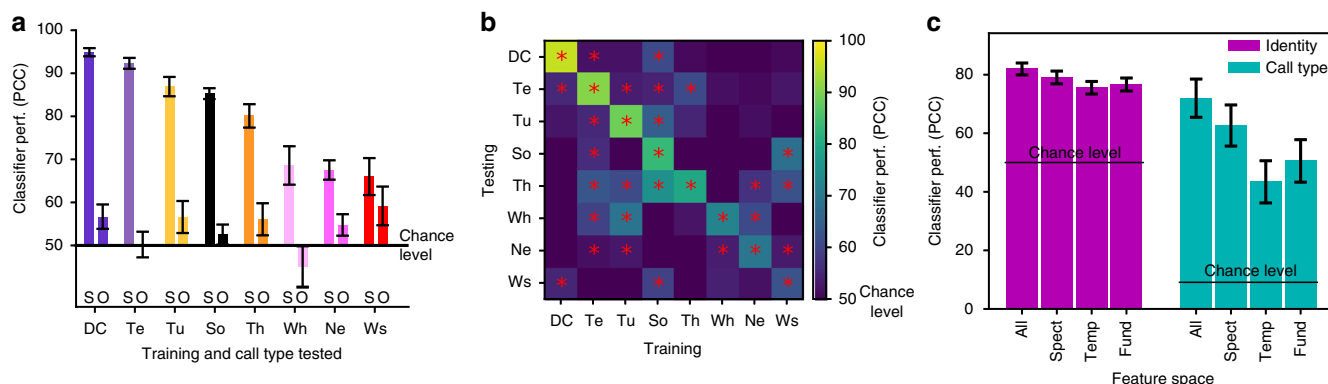 a
100
90
80
70
60
50
Classifier perf. (PCC)
Chance
level
S O S O S O S O S O S O S O S O
DC Te Tu So Th Wh Ne Ws
Training and call type tested
b
DC
Te
Tu
So
Th
Wh
Ne
Ws
Testing
* * *
* * * * *
* * *
* * *
* * * * * *
* * * * 
* * * * *
* * *
DC Te Tu So Th Wh Ne Ws
Training
100
90
80
70
60
50
Classifier perf. (PCC)
Chance
level
c
Identity
Call type
80
60
40
20
0
Classifier perf. (PCC)
Chance level
Chance level
All Spect Temp Fund All Spect Temp Fund
Feature space